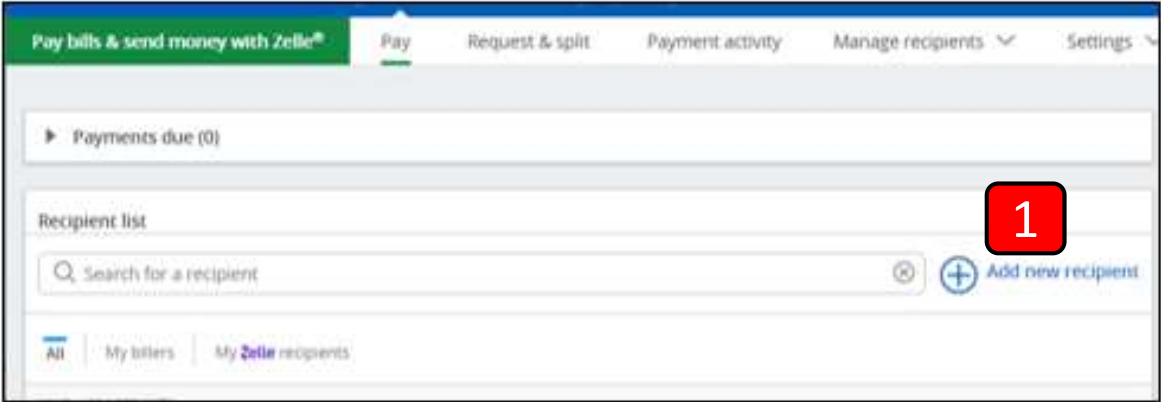 Pay bills & send money with Zelle® Pay Request & split Payment activity Manage recipients Settings
Payments due (0)
Recipient list
1
Search for a recipient
Add new recipient
All My billers My Zelle recipients